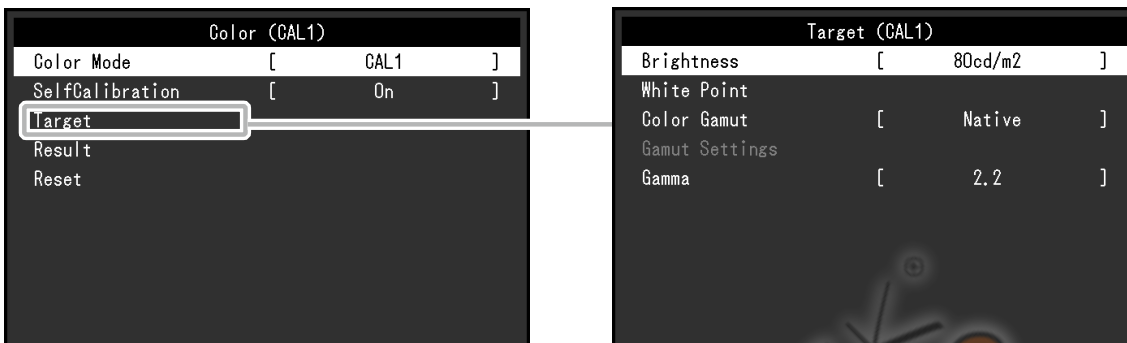 Color (CAL1)
Color Mode [ CAL1 ]
SelfCalibration [ On ]
Target
Result
Reset
Target (CAL1)
Brightness [ 80cd/m2 ]
White Point
Color Gamut [ Native ]
Gamut Settings
Gamma [ 2.2 ]